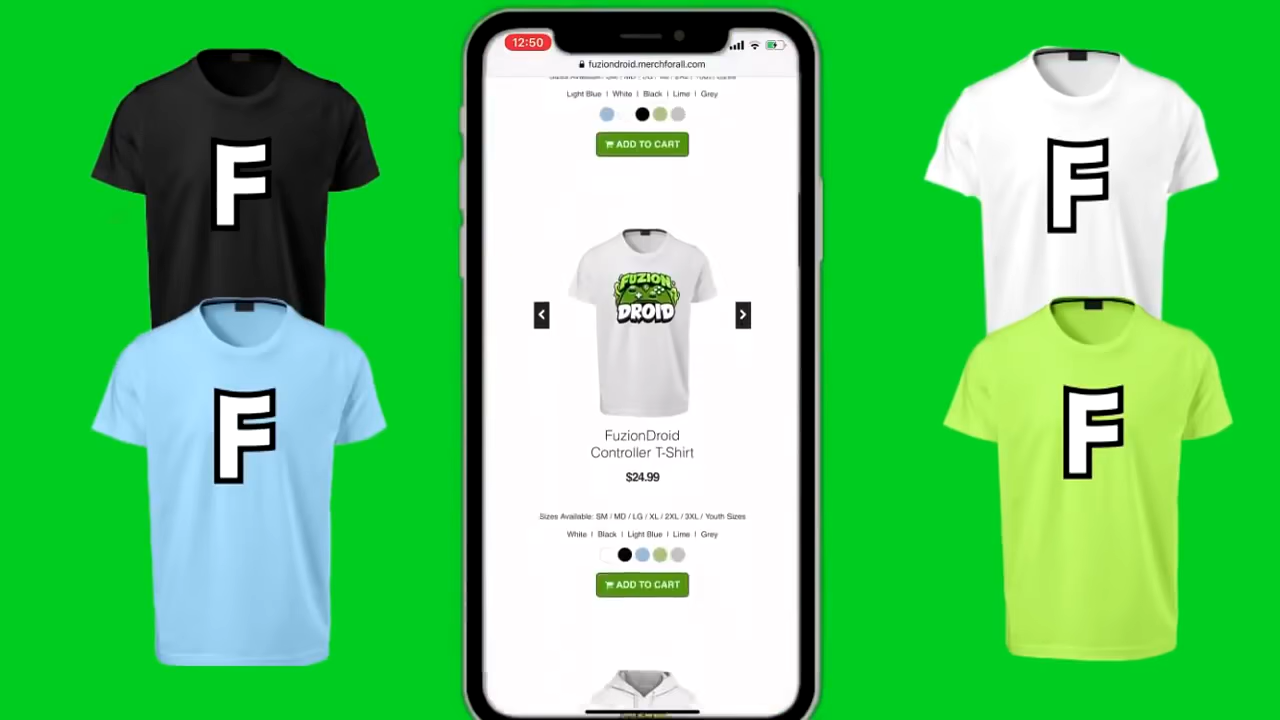 12:50
fuziondroid.merchforall.com
Light Blue | White | Black | Lime | Grey
ADD TO CART
F
F
FUZION
DROID
FuzionDroid
Controller T-Shirt
$24.99
F
F
Sizes Available: SM / MD / LG / XL / 2XL / 3XL / Youth Sizes
White | Black | Light Blue | Lime | Grey
ADD TO CART